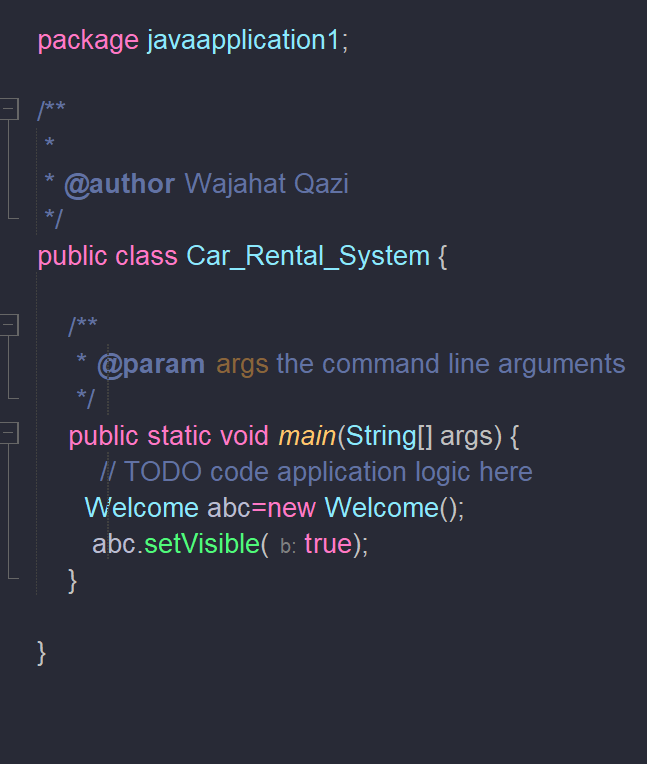 package javaapplication1;
/**
 *
 * @author Wajahat Qazi
 */
public class Car_Rental_System {
/**
 * @param args the command line arguments
 */
public static void main(String[] args) {
// TODO code application logic here
Welcome abc=new Welcome();
abc.setVisible( b: true);
}
}